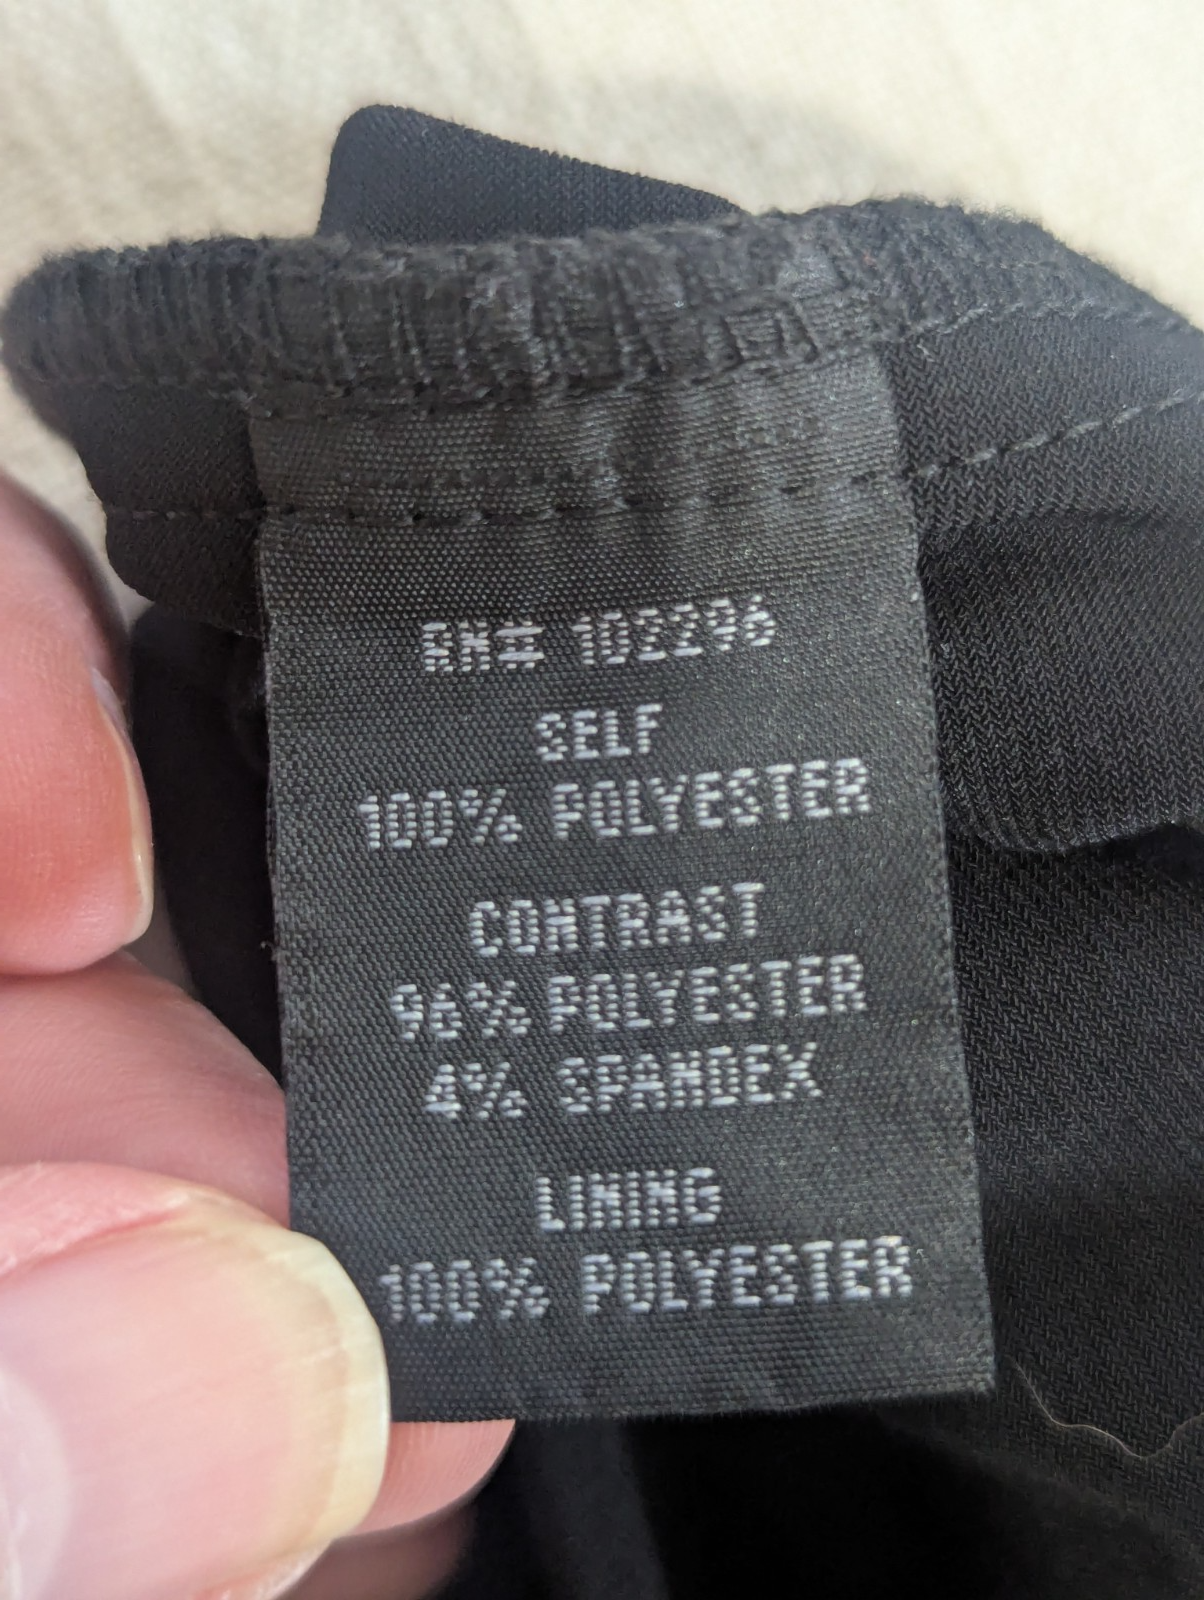 RN# 102296
SELF
100% POLYESTER
CONTRAST
96% POLYESTER
4% SPANDEX
LINING
100% POLYESTER